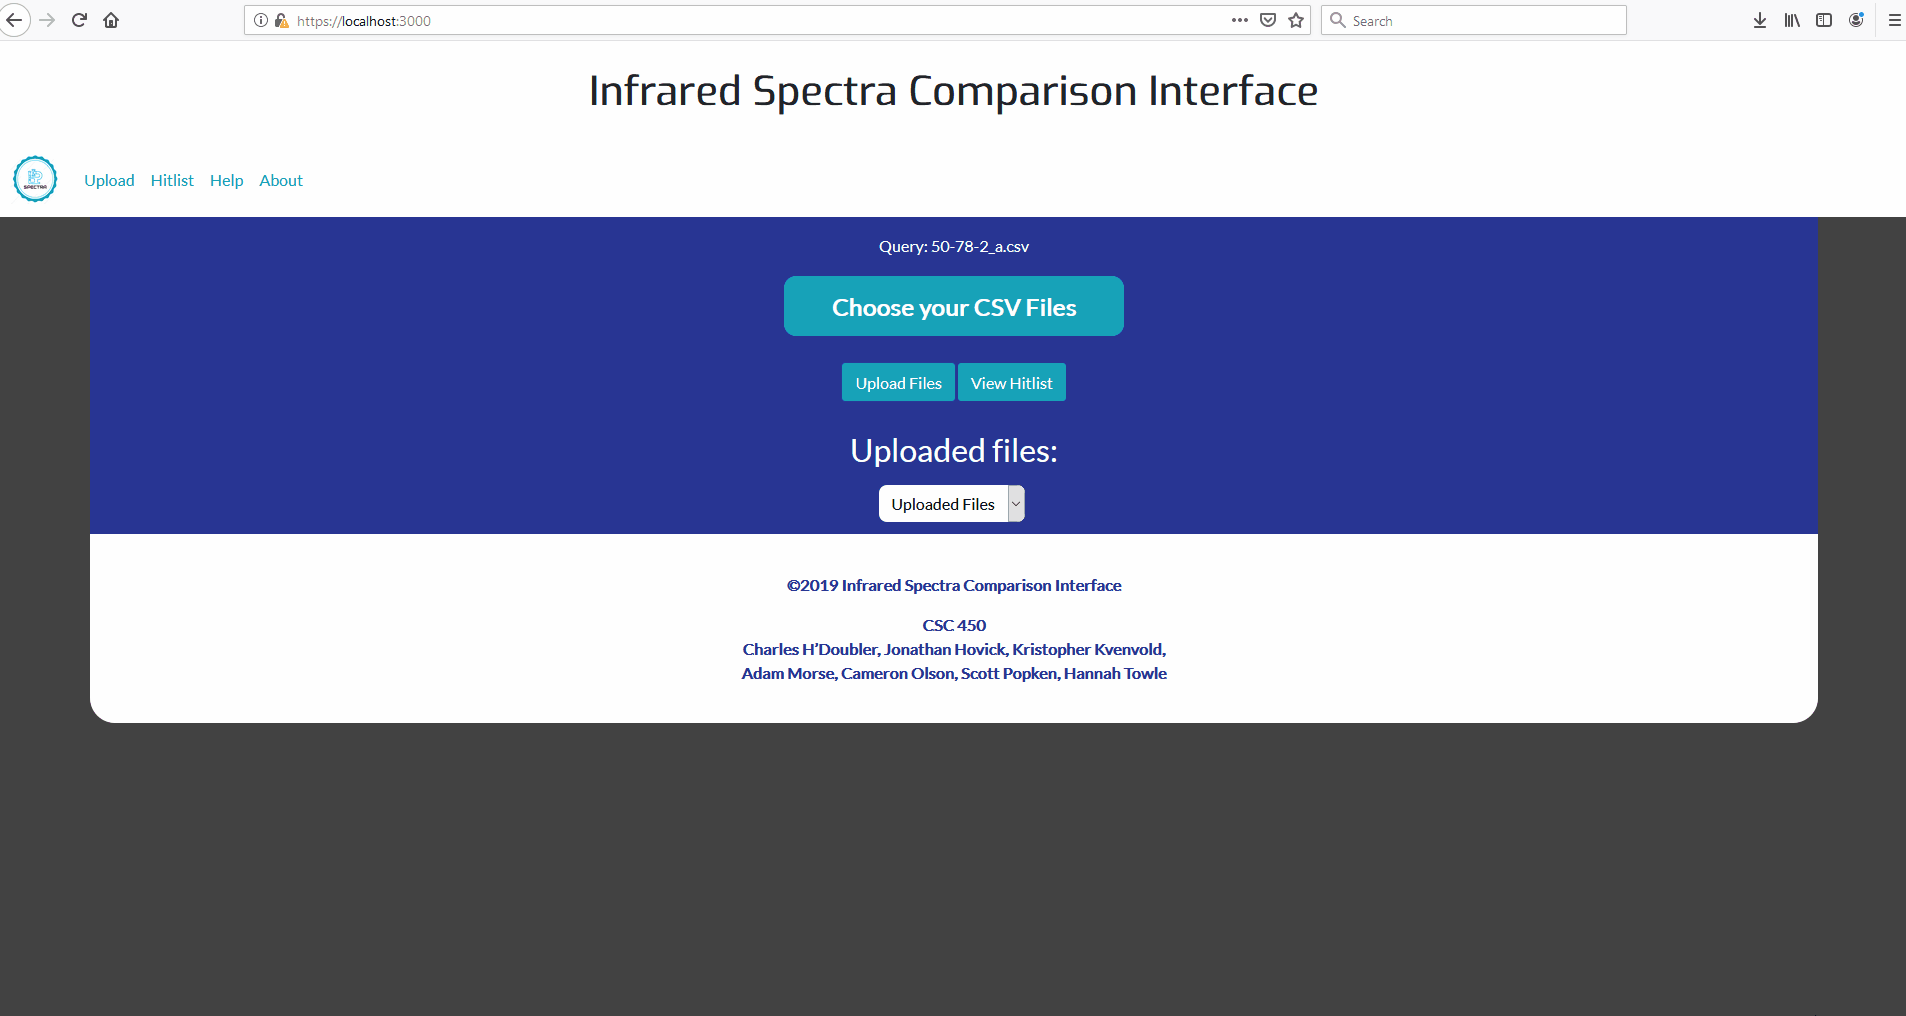 https://localhost:3000
Search
Infrared Spectra Comparison Interface
SPECTRA
Upload Hitlist Help About
Query: 50-78-2_a.csv
Choose your CSV Files
Upload Files View Hitlist
Uploaded files:
Uploaded Files
©2019 Infrared Spectra Comparison Interface
CSC 450
Charles H’Doubler, Jonathan Hovick, Kristopher Kvenvold,
Adam Morse, Cameron Olson, Scott Popken, Hannah Towle